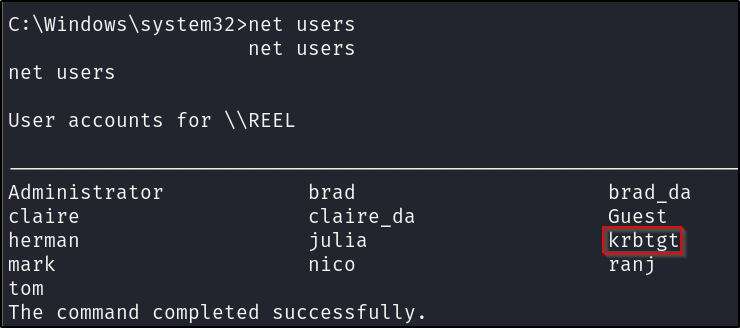 C:\Windows\system32>net users
net users
net users
User accounts for \\REEL
-------------------------------------------------------------------------------
Administrator brad brad_da
claire claire_da Guest
herman julia krbtgt
mark nico ranj
tom
The command completed successfully.